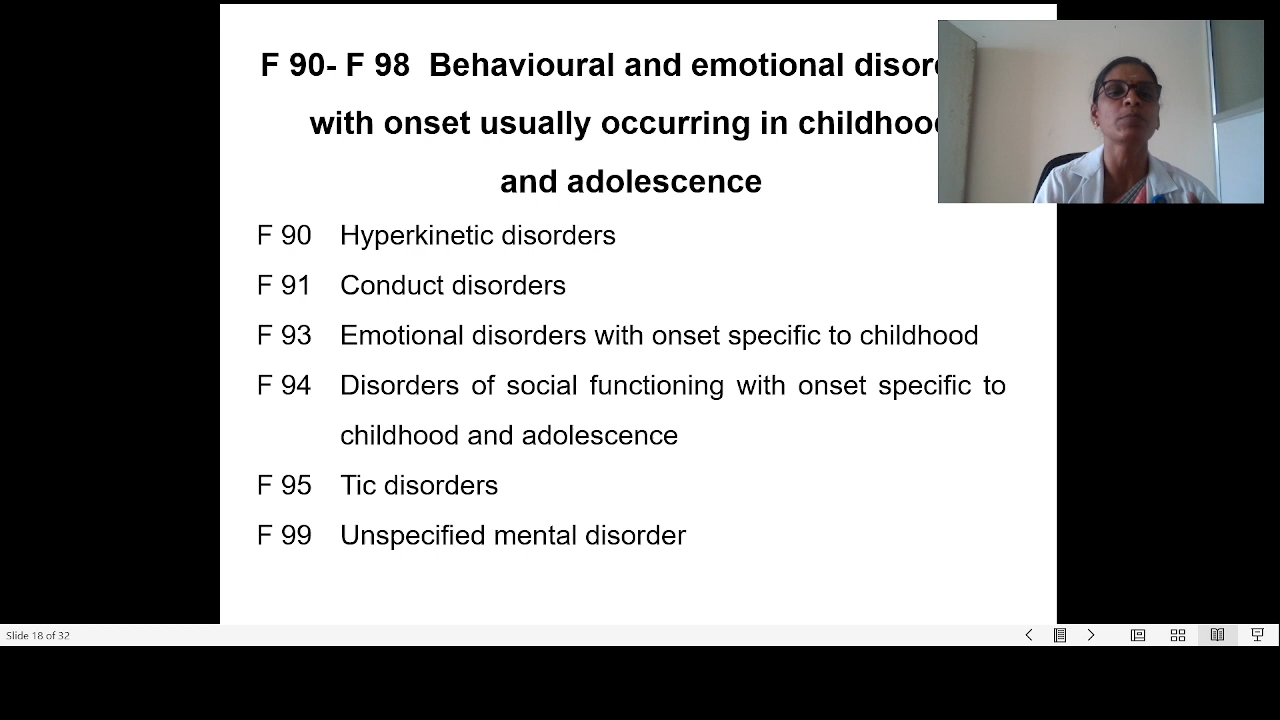 F 90- F 98 Behavioural and emotional
with onset usually occurring in childhood
and adolescence
F 90 Hyperkinetic disorders
F 91 Conduct disorders
F 93 Emotional disorders with onset specific to childhood
F 94 Disorders of social functioning with onset specific to
childhood and adolescence
F 95 Tic disorders
F 99 Unspecified mental disorder
Slide 18 of 32